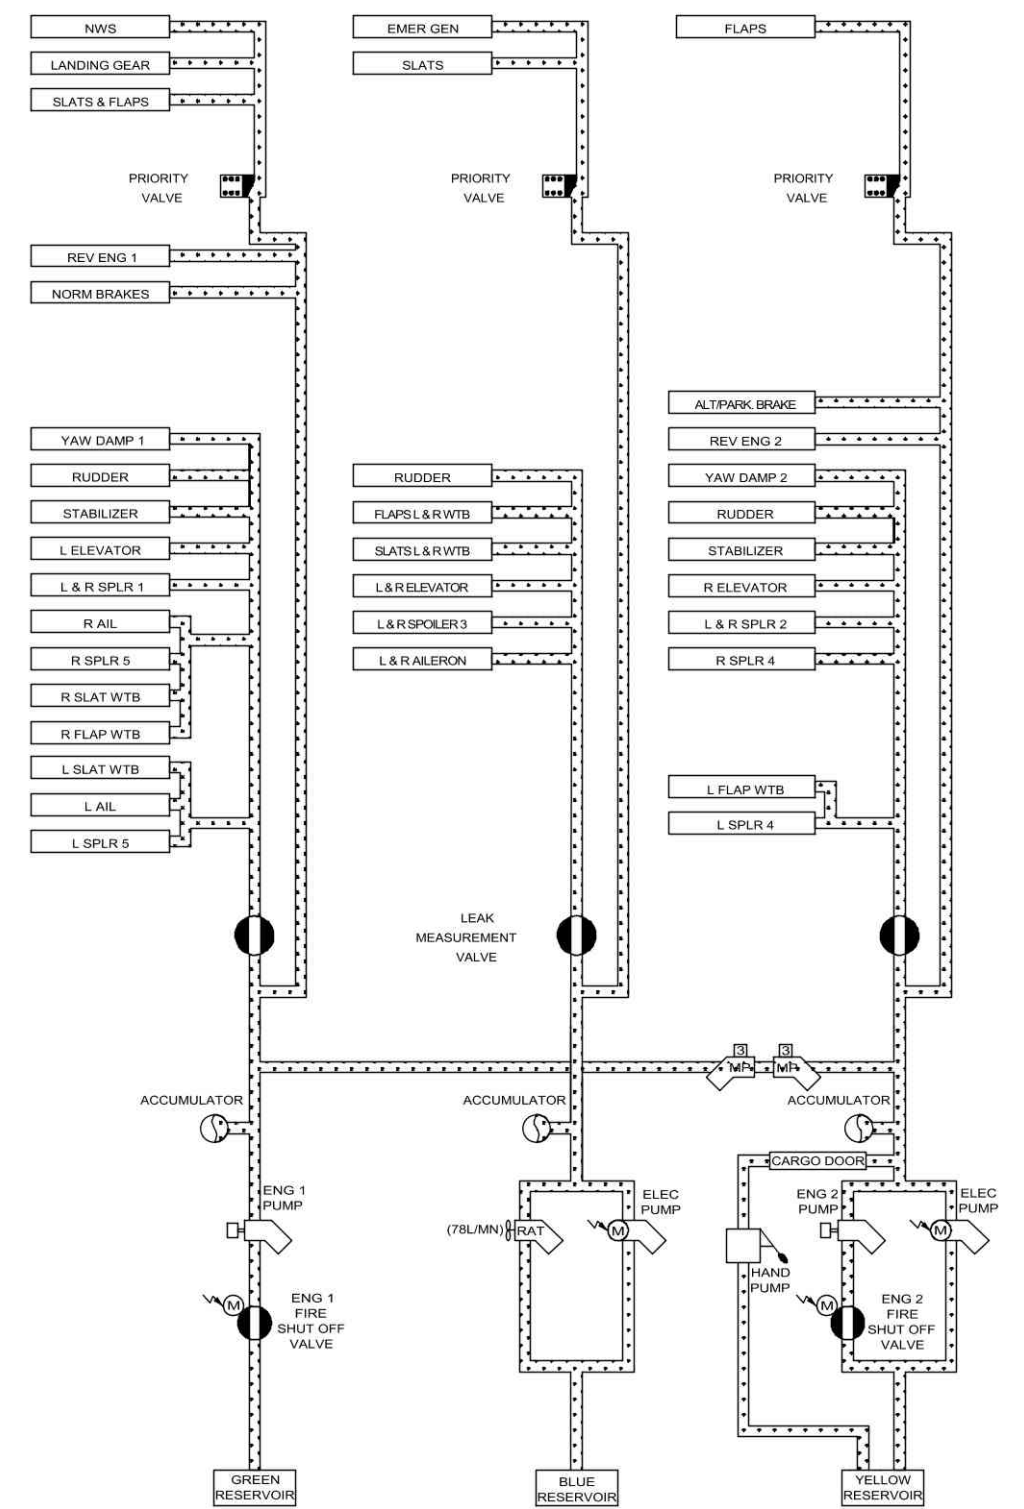 NWS
LANDING GEAR
SLATS & FLAPS
PRIORITY
VALVE
REV ENG 1
NORM BRAKES
YAW DAMP 1
RUDDER
STABILIZER
L ELEVATOR
L & R SPLR 1
R AIL
R SPLR 5
R SLAT WTB
R FLAP WTB
L SLAT WTB
L AIL
L SPLR 5
EMER GEN
SLATS
PRIORITY
VALVE
RUDDER
FLAPS L & R WTB
SLATS L & R WTB
L & R ELEVATOR
L & R SPOILER 3
L & R AILERON
LEAK
MEASUREMENT
VALVE
FLAPS
PRIORITY
VALVE
ALT/PARK. BRAKE
REV ENG 2
YAW DAMP 2
RUDDER
STABILIZER
R ELEVATOR
L & R SPLR 2
R SPLR 4
L FLAP WTB
L SPLR 4
3 3
MP MP
ACCUMULATOR
ENG 1
PUMP
M
ENG 1
FIRE
SHUT OFF
VALVE
GREEN
RESERVOIR
ACCUMULATOR
(78L/MN) RAT
ELEC
PUMP
M
BLUE
RESERVOIR
ACCUMULATOR
CARGO DOOR
HAND
PUMP
ENG 2
PUMP
ELEC
PUMP
M
M
ENG 2
FIRE
SHUT OFF
VALVE
YELLOW
RESERVOIR